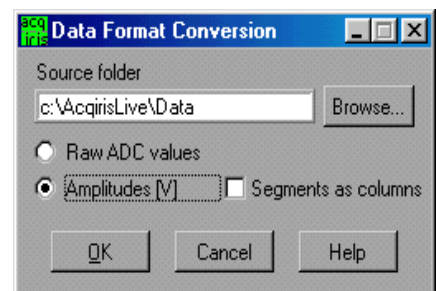 acq
iris
Data Format Conversion
Source folder
c:\AcqirisLive\Data
Browse...
Raw ADC values
Amplitudes [V] Segments as columns
OK Cancel Help